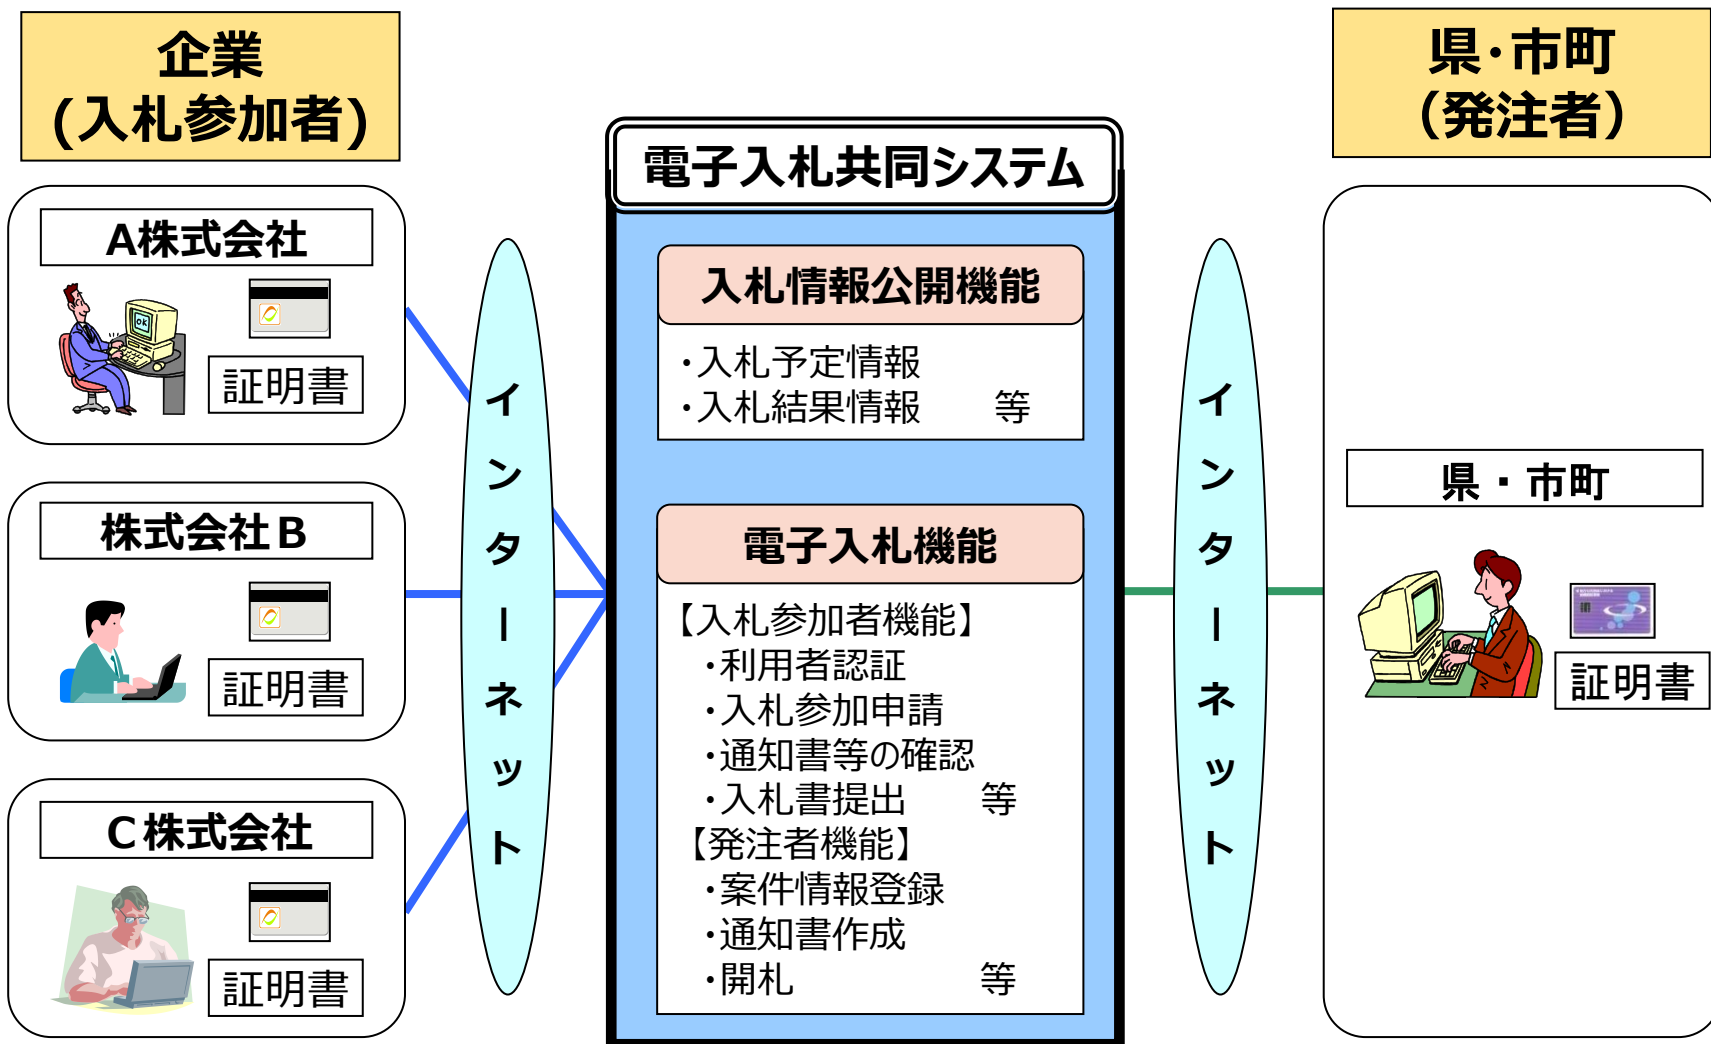 企業
(入札参加者)
A株式会社
OK
証明書
株式会社B
証明書
C株式会社
証明書
インターネット
電子入札共同システム
入札情報公開機能
・入札予定情報
・入札結果情報 等
電子入札機能
【入札参加者機能】
・利用者認証
・入札参加申請
・通知書等の確認
・入札書提出 等
【発注者機能】
・案件情報登録
・通知書作成
・開札 等
インターネット
県・市町
(発注者)
県・市町
証明書